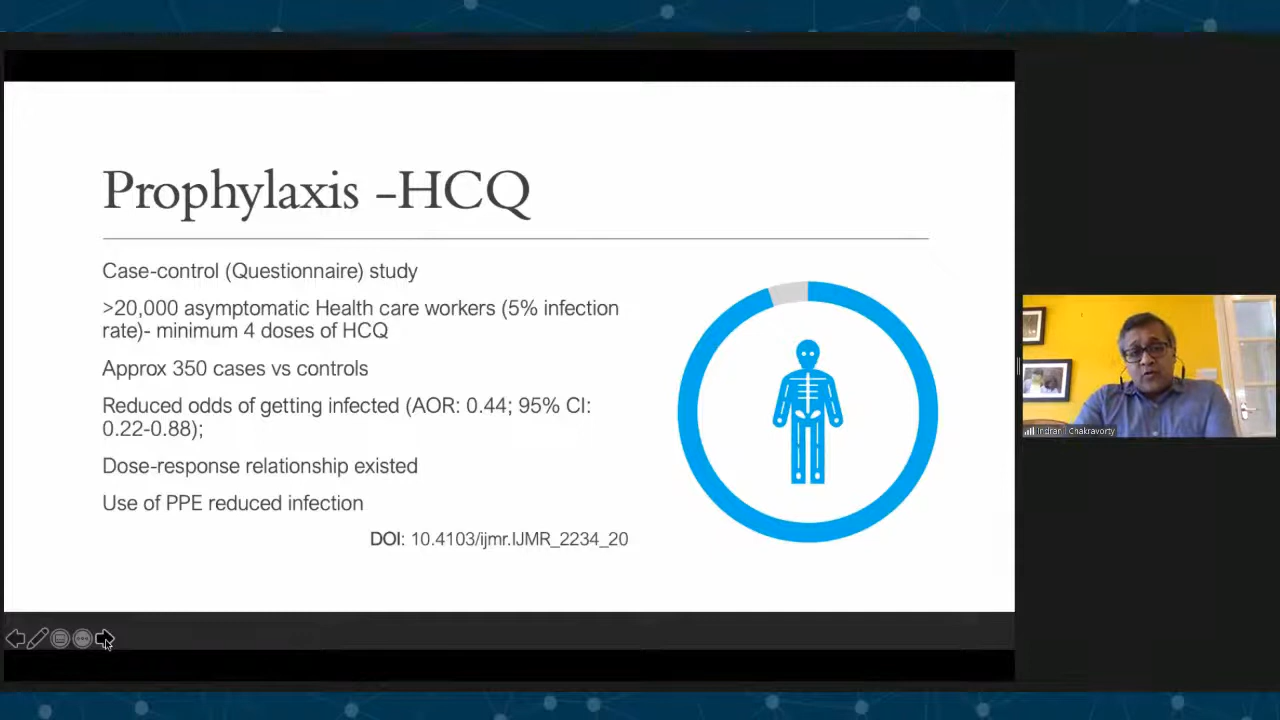 Prophylaxis –HCQ
Case-control (Questionnaire) study
>20,000 asymptomatic Health care workers (5% infection
rate)- minimum 4 doses of HCQ
Approx 350 cases vs controls
Reduced odds of getting infected (AOR: 0.44; 95% CI:
0.22-0.88);
Dose-response relationship existed
Use of PPE reduced infection
DOI: 10.4103/ijmr.IJMR_2234_20
Chakravorty